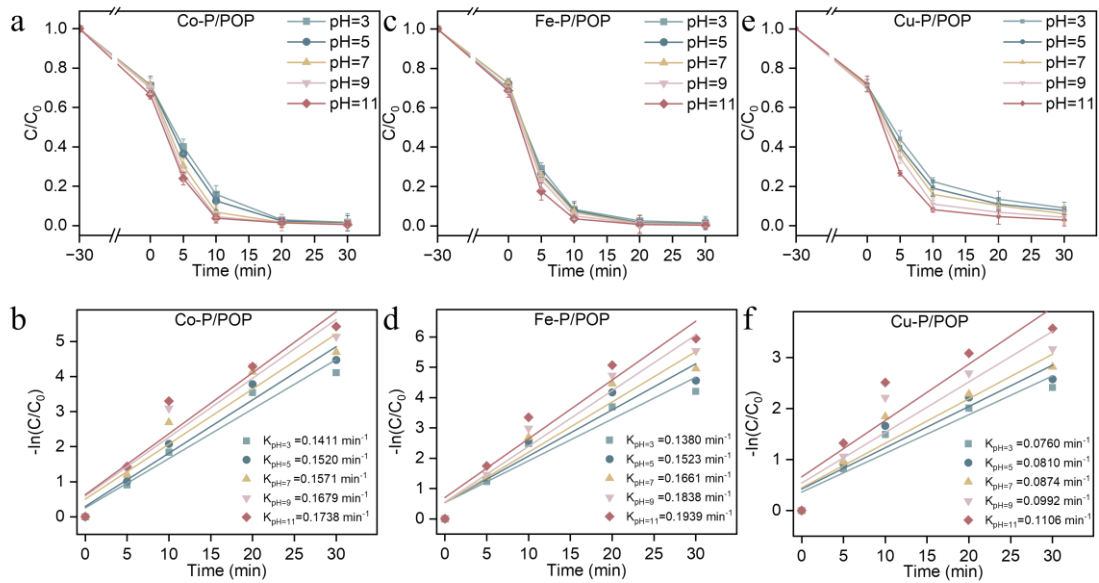 a
Co-P/POP
C/C0
1.0
0.8
0.6
0.4
0.2
0.0
pH=3
pH=5
pH=7
pH=9
pH=11
−30 0 5 10 15 20 25 30
Time (min)
c
Fe-P/POP
C/C0
1.0
0.8
0.6
0.4
0.2
0.0
pH=3
pH=5
pH=7
pH=9
pH=11
−30 0 5 10 15 20 25 30
Time (min)
e
Cu-P/POP
C/C0
1.0
0.8
0.6
0.4
0.2
0.0
pH=3
pH=5
pH=7
pH=9
pH=11
−30 0 5 10 15 20 25 30
Time (min)
b
Co-P/POP
-ln(C/C0)
5
4
3
2
1
0
KpH=3=0.1411 min-1
KpH=5=0.1520 min-1
KpH=7=0.1571 min-1
KpH=9=0.1679 min-1
KpH=11=0.1738 min-1
0 5 10 15 20 25 30
Time (min)
d
Fe-P/POP
-ln(C/C0)
6
5
4
3
2
1
0
KpH=3=0.1380 min-1
KpH=5=0.1523 min-1
KpH=7=0.1661 min-1
KpH=9=0.1838 min-1
KpH=11=0.1939 min-1
0 5 10 15 20 25 30
Time (min)
f
Cu-P/POP
-ln(C/C0)
3
2
1
0
KpH=3=0.0760 min-1
KpH=5=0.0810 min-1
KpH=7=0.0874 min-1
KpH=9=0.0992 min-1
KpH=11=0.1106 min-1
0 5 10 15 20 25 30
Time (min)